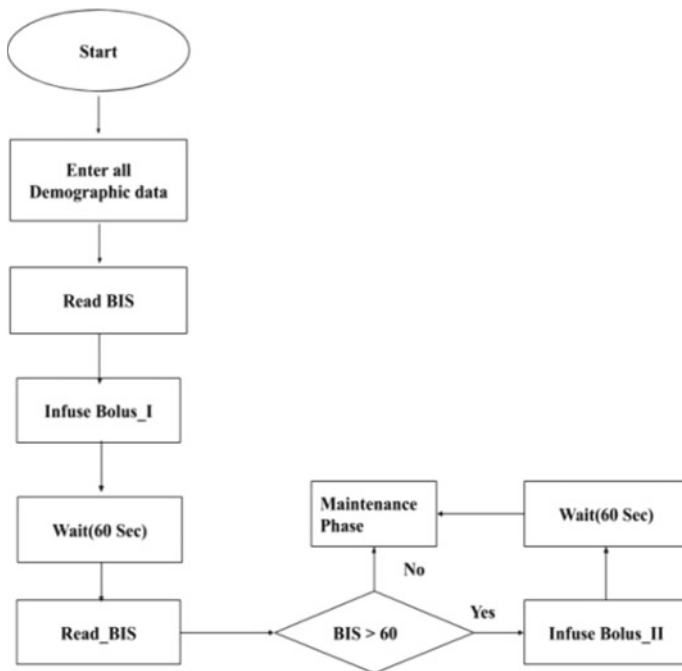 Start
Enter all
Demographic data
Read BIS
Infuse Bolus_I
Wait(60 Sec)
Read_BIS
BIS > 60
No
Yes
Maintenance
Phase
Infuse Bolus_II
Wait(60 Sec)